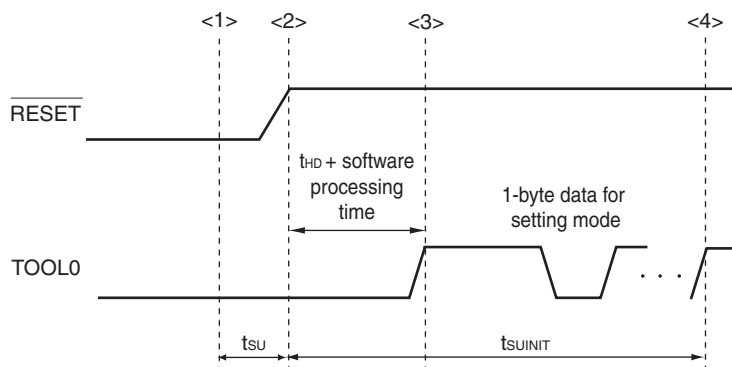 <1> <2> <3> <4>
RESET
tHD + software
processing
time
1-byte data for
setting mode
TOOL0
. . .
tSU
tSUINIT